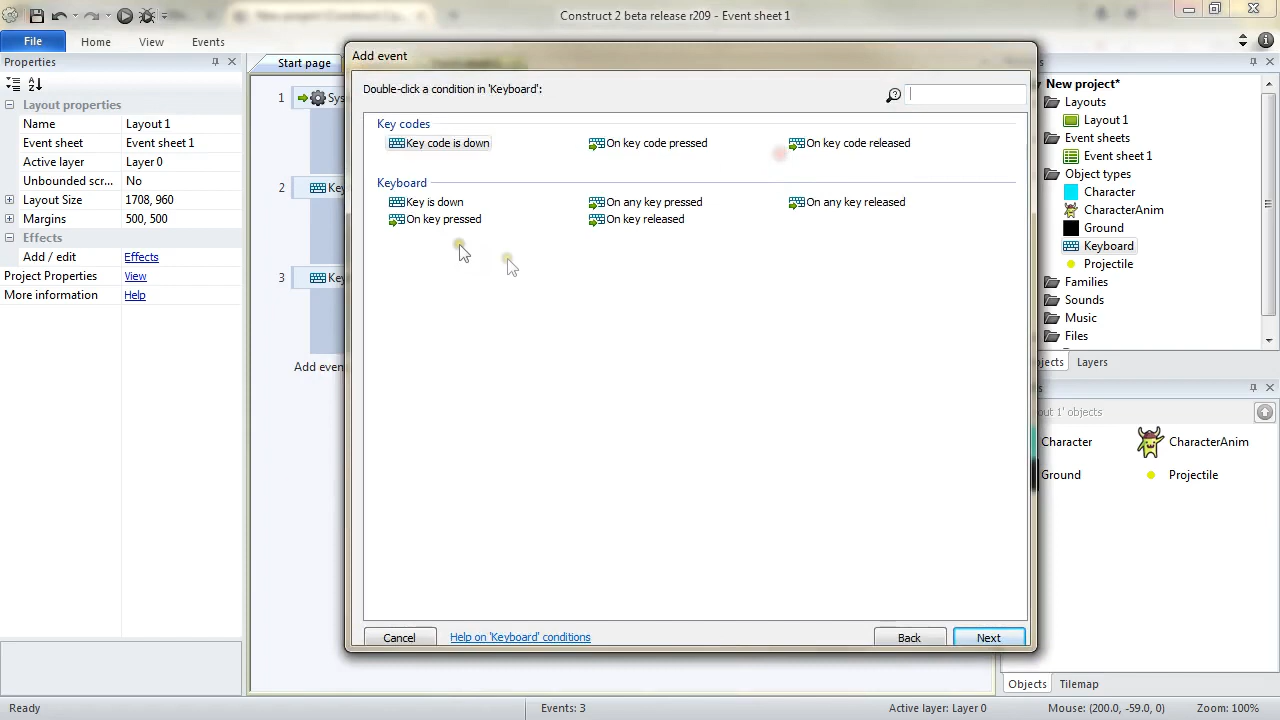 Construct 2 beta release r209 - Event sheet 1
File
Home
View
Events
Properties
Layout properties
Name Layout 1
Event sheet Event sheet 1
Active layer Layer 0
Unbounded scr... No
Layout Size 1708, 960
Margins 500, 500
Effects
Add / edit Effects
Project Properties View
More information Help
Start page
1 Sys
2 Key
3 Key
Add even
Add event
Double-click a condition in 'Keyboard':
Key codes
Key code is down On key code pressed On key code released
Keyboard
Key is down On any key pressed On any key released
On key pressed On key released
Cancel Help on 'Keyboard' conditions Back Next
New project*
Layouts
Layout 1
Event sheets
Event sheet 1
Object types
Character
CharacterAnim
Ground
Keyboard
Projectile
Families
Sounds
Music
Files
jects Layers
out 1' objects
Character CharacterAnim
Ground Projectile
Objects Tilemap
Ready Events: 3 Active layer: Layer 0 Mouse: (200.0, -59.0, 0) Zoom: 100%